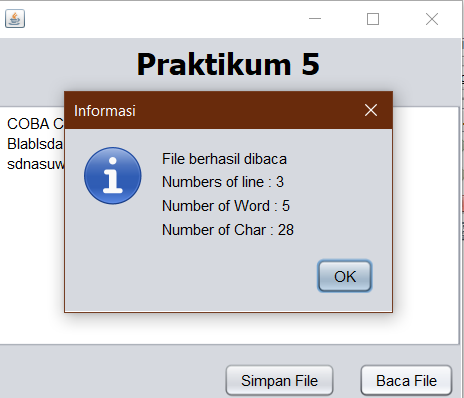 Praktikum 5
Informasi
COBA C
Blablsda
sdnasuw
File berhasil dibaca
Numbers of line : 3
Number of Word : 5
Number of Char : 28
OK
Simpan File
Baca File